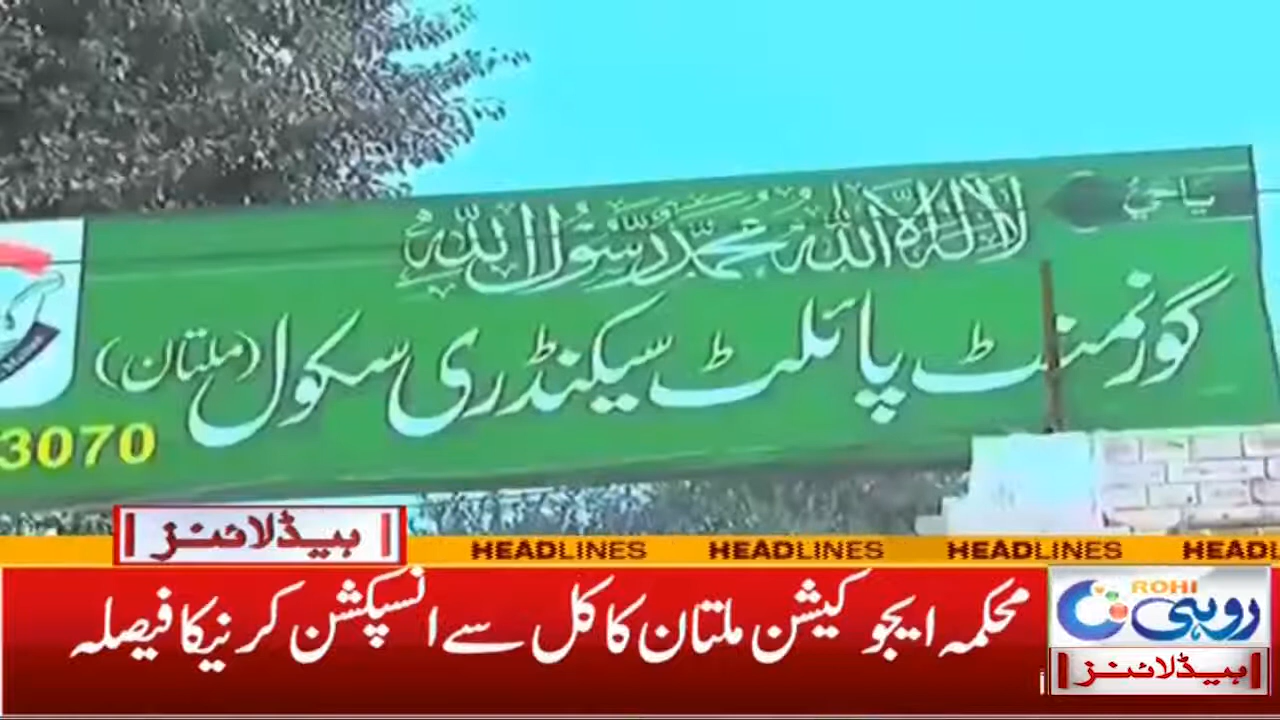 یا حیُّ
لا الہ الا اللہ محمد رسول اللہ
گورنمنٹ پائلٹ سیکنڈری سکول (ملتان)
3070
ہیڈلائنز
HEADLINES HEADLINES HEADLINES HEADL
محکمہ ایجوکیشن ملتان کا کل سے انسپکشن کرنیکا فیصلہ
ROHI
روہی
ہیڈلائنز